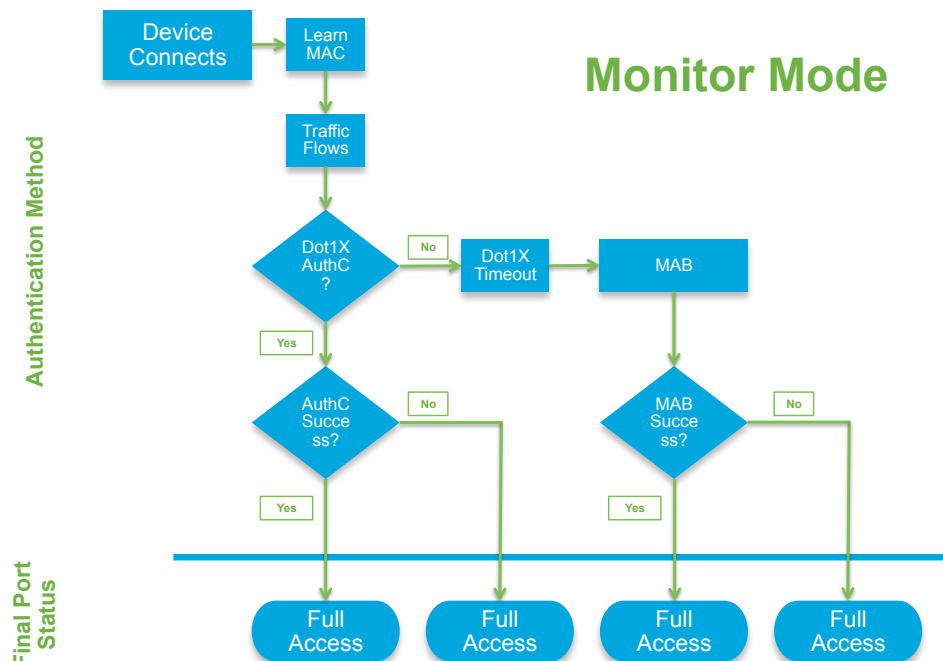 Device
Connects
Learn
MAC
Monitor Mode
Traffic
Flows
Authentication Method
Dot1X
AuthC
?
No
Dot1X
Timeout
MAB
Yes
AuthC
Succe
ss?
No
MAB
Succe
ss?
No
Yes
Yes
Final Port
Status
Full
Access
Full
Access
Full
Access
Full
Access